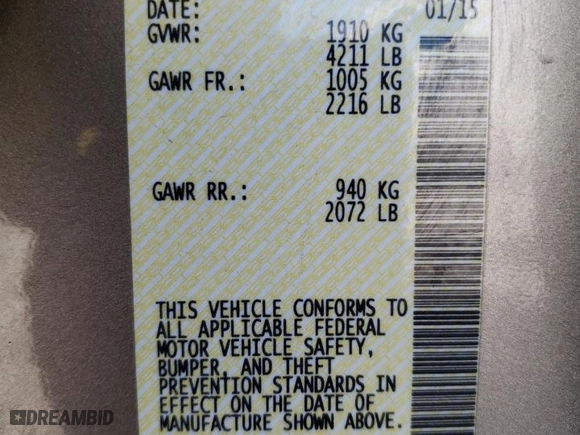 DATE: 01/15
GVWR: 1910 KG
4211 LB
GAWR FR.: 1005 KG
2216 LB
GAWR RR.: 940 KG
2072 LB
THIS VEHICLE CONFORMS TO
ALL APPLICABLE FEDERAL
MOTOR VEHICLE SAFETY,
BUMPER, AND THEFT
PREVENTION STANDARDS IN
EFFECT ON THE DATE OF
MANUFACTURE SHOWN ABOVE.
DREAMBID